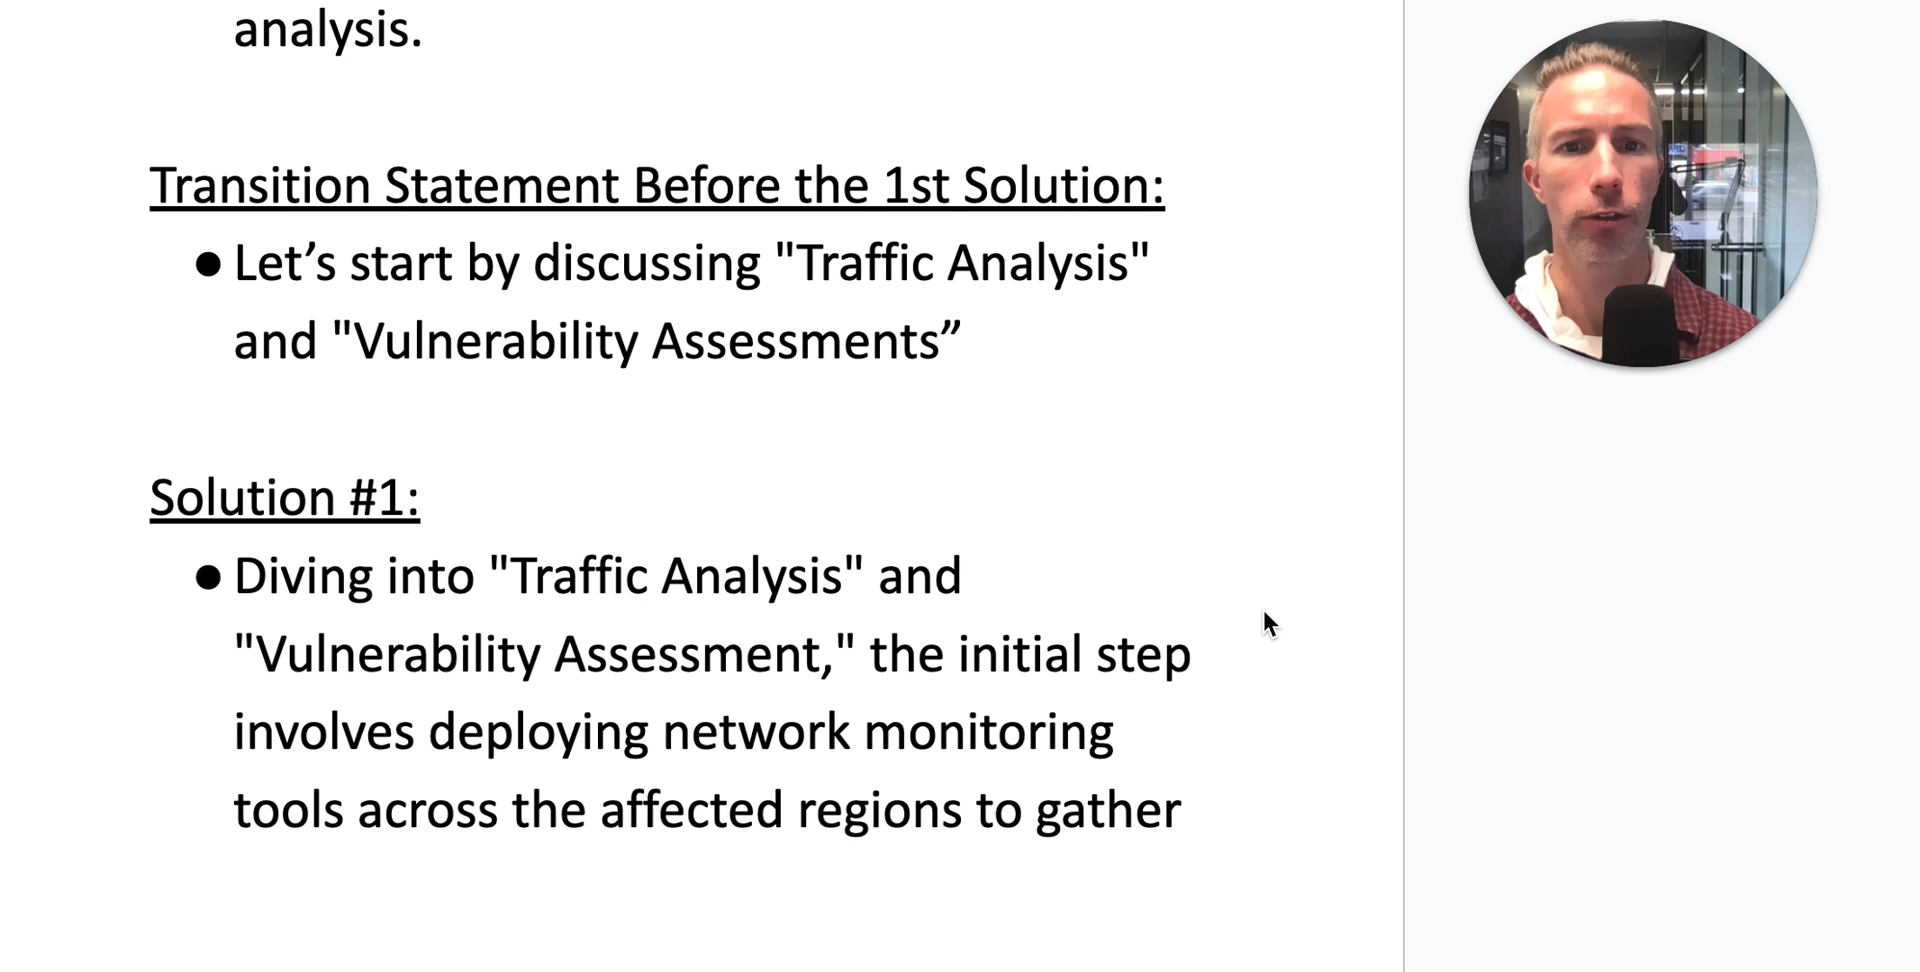 analysis.
Transition Statement Before the 1st Solution:
● Let’s start by discussing "Traffic Analysis"
and "Vulnerability Assessments”
Solution #1:
● Diving into "Traffic Analysis" and
"Vulnerability Assessment," the initial step
involves deploying network monitoring
tools across the affected regions to gather